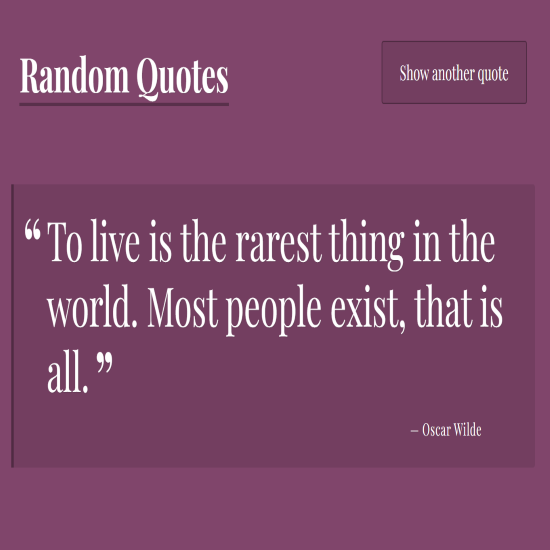 Random Quotes
Show another quote
“To live is the rarest thing in the
world. Most people exist, that is
all.”
– Oscar Wilde